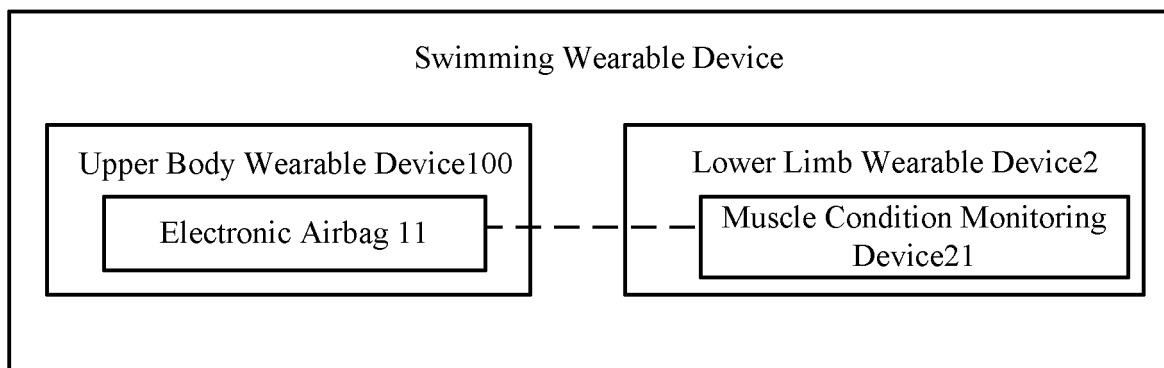 Swimming Wearable Device
Upper Body Wearable Device100
Electronic Airbag 11
Lower Limb Wearable Device2
Muscle Condition Monitoring
Device21